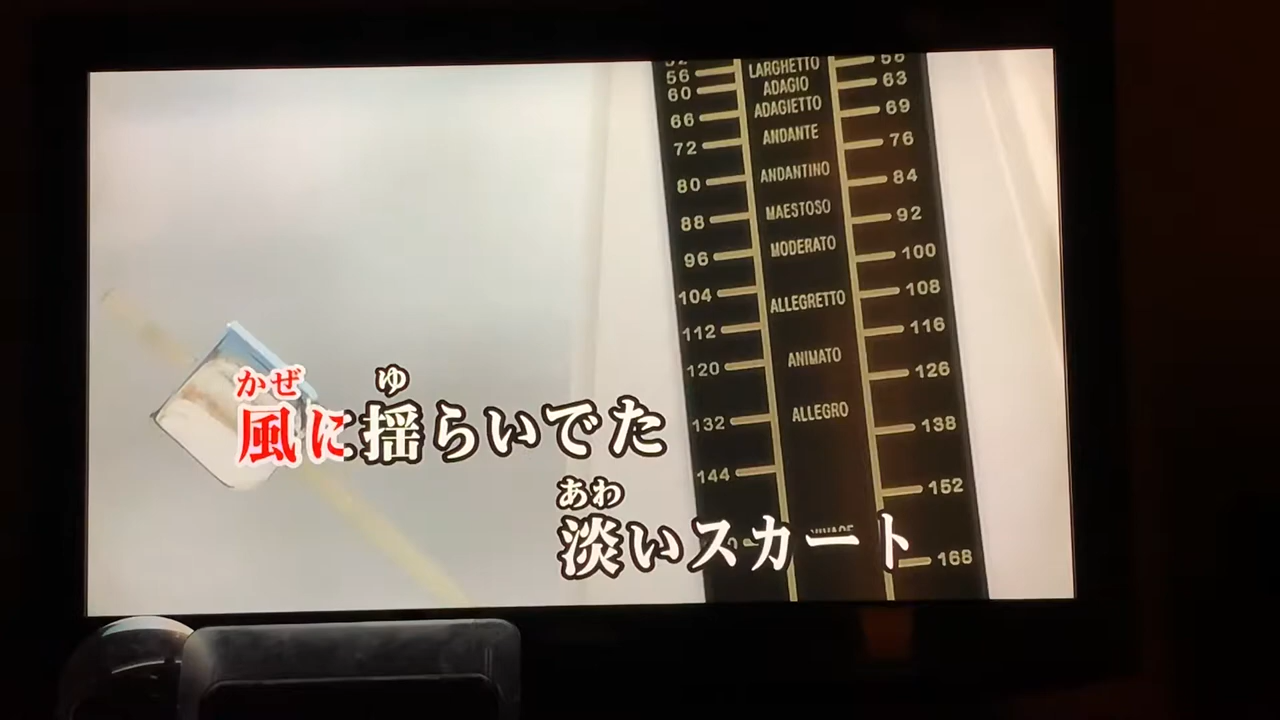 52
56 LARGHETTO 58
60 ADAGIO 63
66 ADAGIETTO 69
72 ANDANTE 76
80 ANDANTINO 84
88 MAESTOSO 92
96 MODERATO 100
104 ALLEGRETTO 108
112 116
120 ANIMATO 126
132 ALLEGRO 138
144 152
168
かぜ ゆ
風に揺らいでた
あわ
淡いスカート